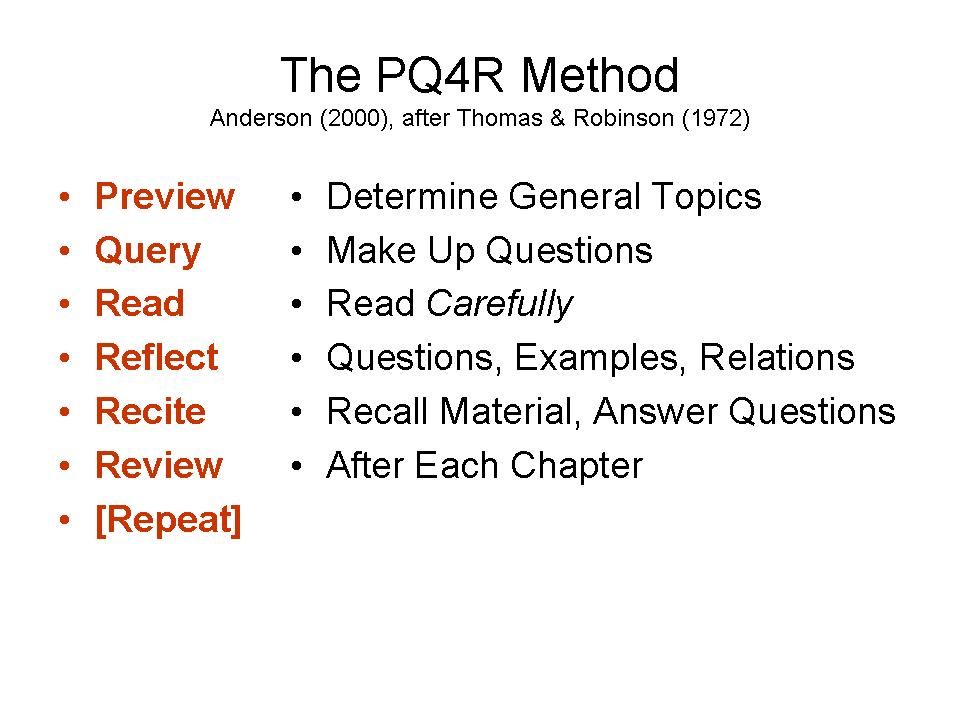 The PQ4R Method
Anderson (2000), after Thomas & Robinson (1972)
• Preview • Determine General Topics
• Query • Make Up Questions
• Read • Read Carefully
• Reflect • Questions, Examples, Relations
• Recite • Recall Material, Answer Questions
• Review • After Each Chapter
• [Repeat]